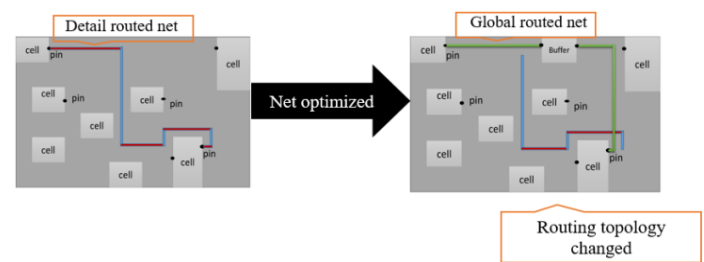 Detail routed net
cell
pin
cell
cell
pin
cell
pin
cell
cell
pin
cell
cell
Net optimized
Global routed net
cell
pin
Buffer
cell
cell
pin
cell
pin
cell
cell
pin
cell
cell
Routing topology
changed